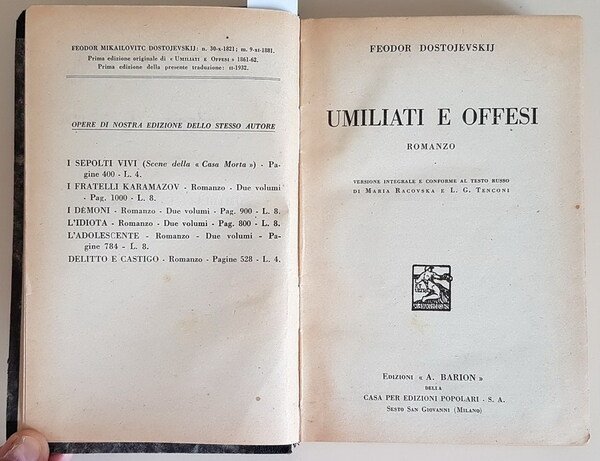 FEODOR MIKAILOVITC DOSTOJEVSKIJ: n. 30-x-1821; m. 9-xi-1881.
Prima edizione originale di « UMILIATI E OFFESI » 1861-62.
Prima edizione della presente traduzione: II-1932.
OPERE DI NOSTRA EDIZIONE DELLO STESSO AUTORE
I SEPOLTI VIVI (Scene della « Casa Morta ») - Pa-
gine 400 - L. 4.
I FRATELLI KARAMAZOV - Romanzo - Due volumi
- Pag. 1000 - L. 8.
I DEMONI - Romanzo - Due volumi - Pag. 900 - L. 8.
L'IDIOTA - Romanzo - Due volumi - Pag. 800 - L. 8.
L'ADOLESCENTE - Romanzo - Due volumi - Pa-
gine 784 - L. 8.
DELITTO E CASTIGO - Romanzo - Pagine 528 - L. 4.
FEODOR DOSTOJEVSKIJ
UMILIATI E OFFESI
ROMANZO
VERSIONE INTEGRALE E CONFORME AL TESTO RUSSO
DI MARIA RACOVSKA E L. G. TENCONI
EDIZIONI « A. BARION »
DELLA
CASA PER EDIZIONI POPOLARI - S. A.
SESTO SAN GIOVANNI (MILANO)